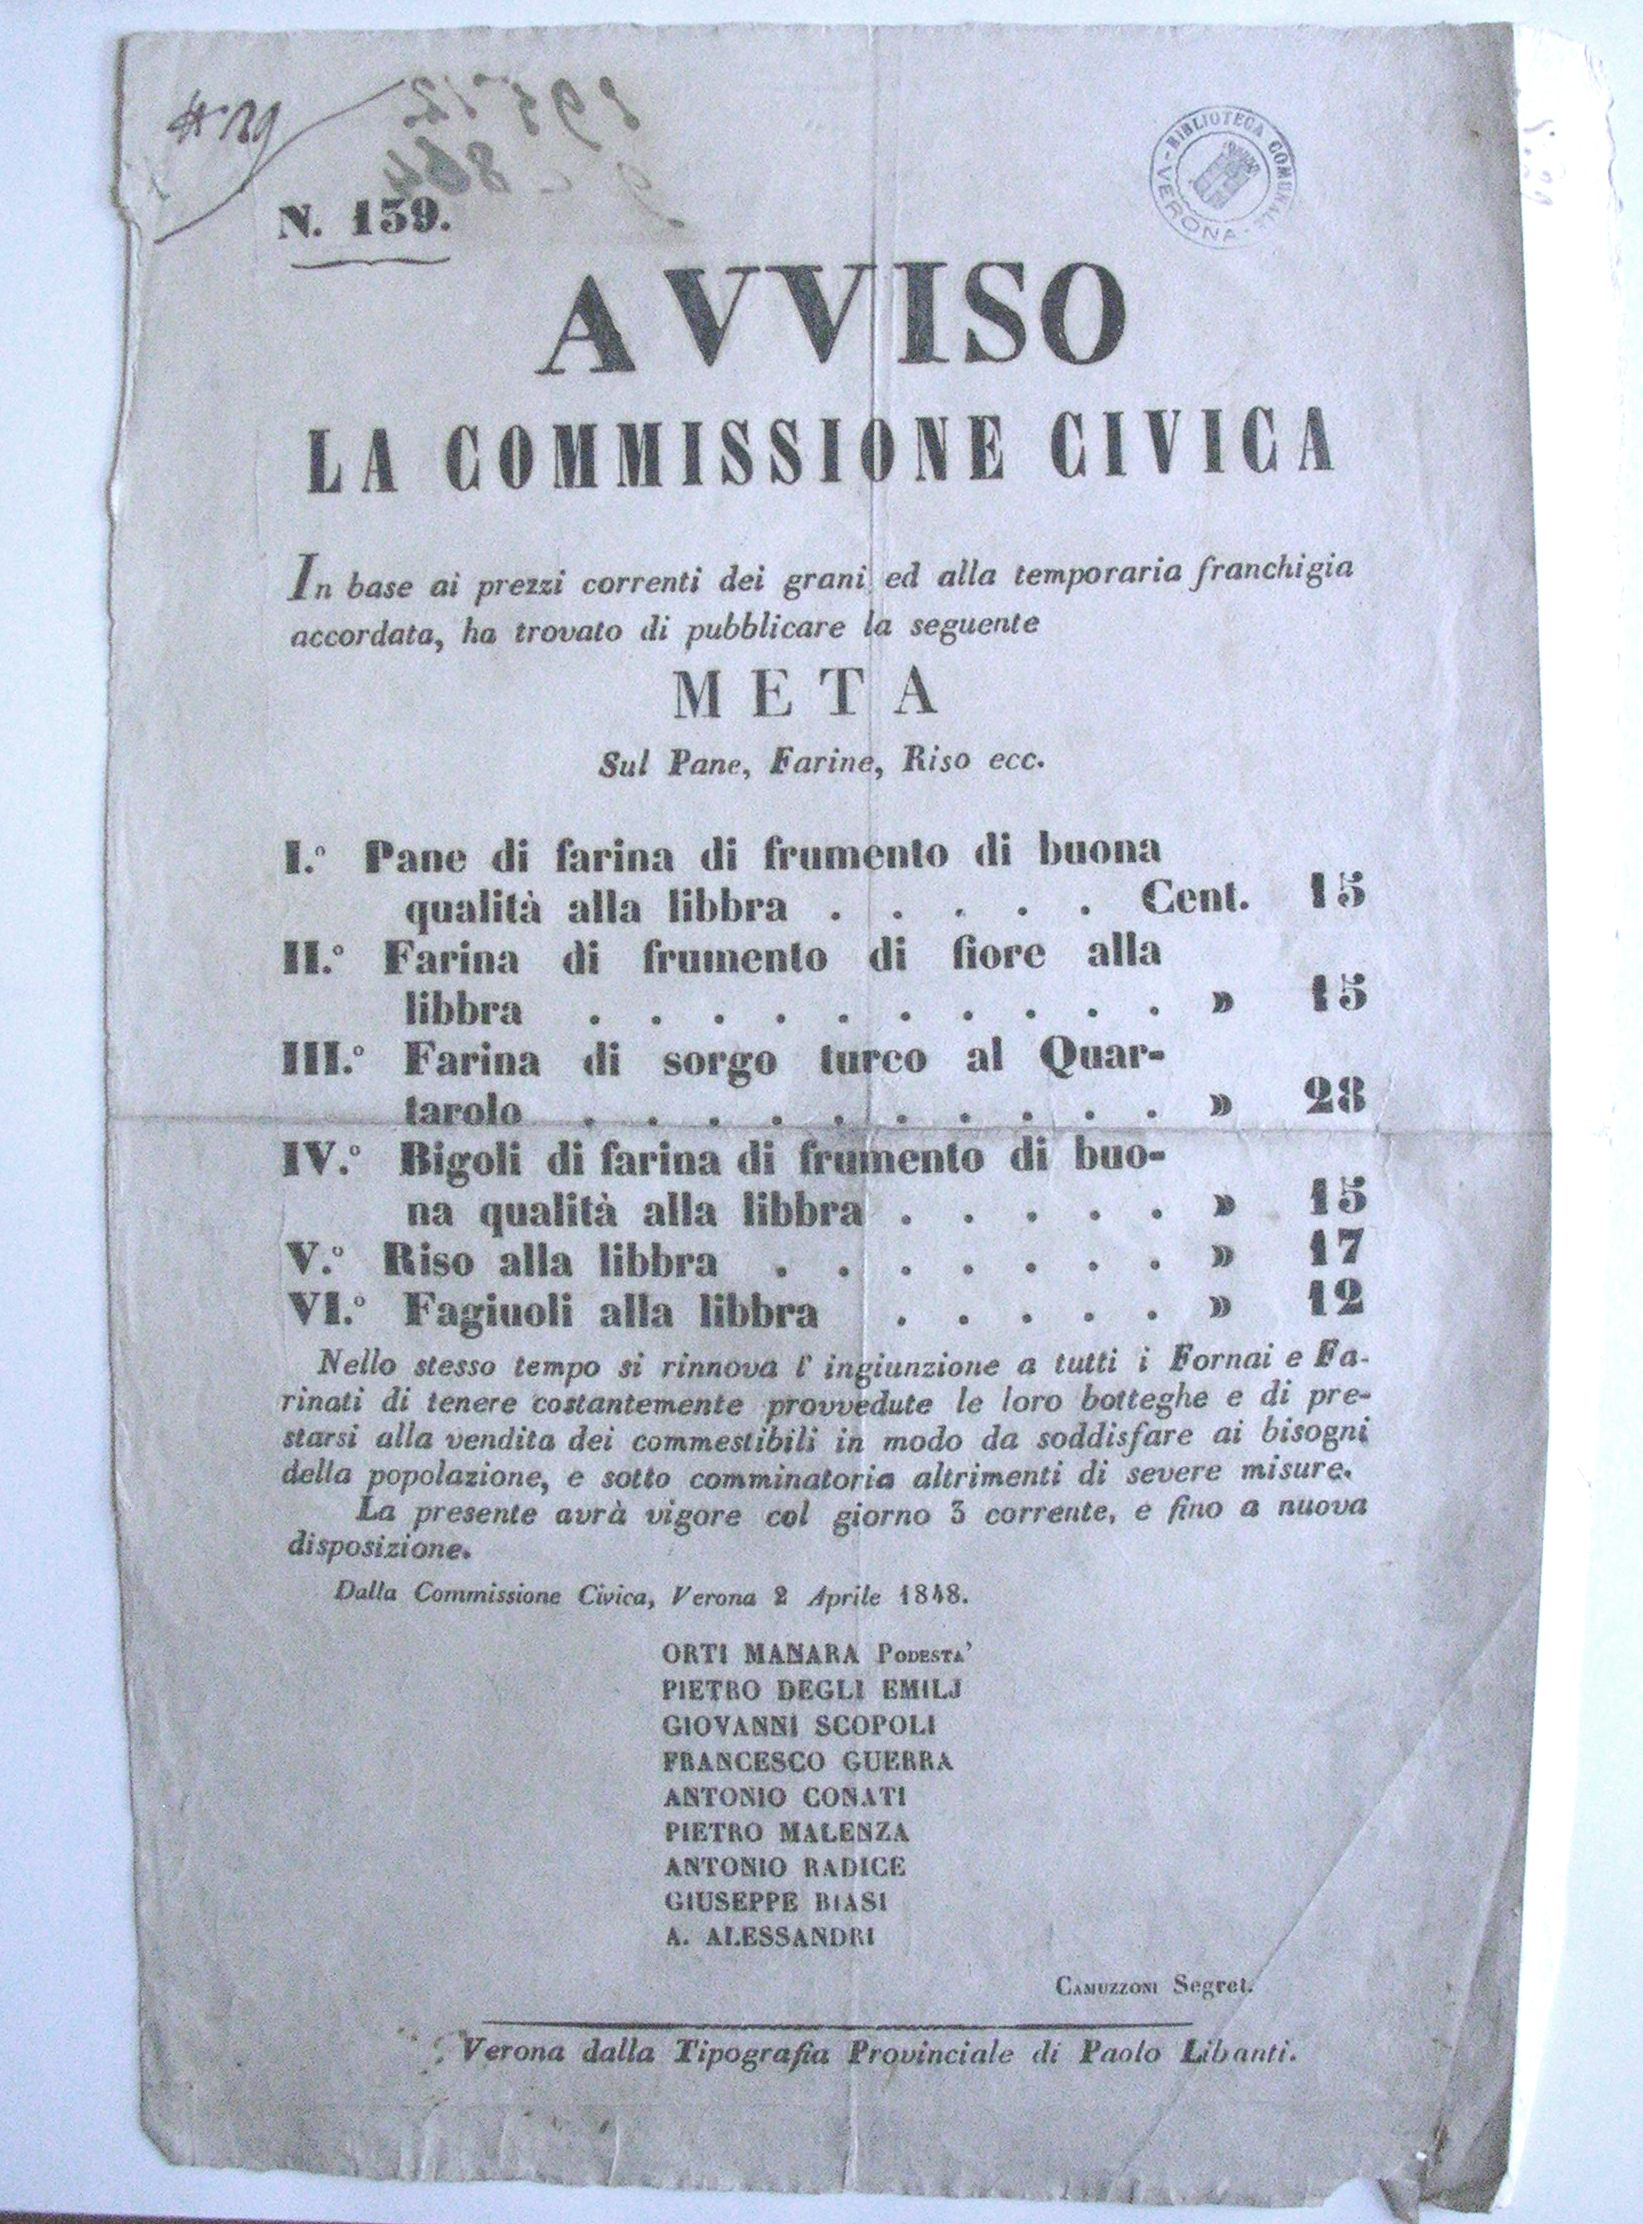 # 129
N. 139.
BIBLIOTECA COMUNALE
VERONA
AVVISO
LA COMMISSIONE CIVICA
In base ai prezzi correnti dei grani ed alla temporaria franchigia
accordata, ha trovato di pubblicare la seguente
META
Sul Pane, Farine, Riso ecc.
I.° Pane di farina di frumento di buona
qualità alla libbra . . . . . Cent. 15
II.° Farina di frumento di fiore alla
libbra . . . . . . . . . . » 15
III.° Farina di sorgo turco al Quar-
tarolo . . . . . . . . . . » 28
IV.° Bigoli di farina di frumento di buo-
na qualità alla libbra . . . . . » 15
V.° Riso alla libbra . . . . . . . » 17
VI.° Fagiuoli alla libbra . . . . . » 12
Nello stesso tempo si rinnova l'ingiunzione a tutti i Fornai e Fa-
rinati di tenere costantemente provvedute le loro botteghe e di pre-
starsi alla vendita dei commestibili in modo da soddisfare ai bisogni
della popolazione, e sotto comminatoria altrimenti di severe misure.
La presente avrà vigore col giorno 3 corrente, e fino a nuova
disposizione.
Dalla Commissione Civica, Verona 2 Aprile 1848.
ORTI MANARA PODESTA'
PIETRO DEGLI EMILJ
GIOVANNI SCOPOLI
FRANCESCO GUERRA
ANTONIO CONATI
PIETRO MALENZA
ANTONIO RADICE
GIUSEPPE BIASI
A. ALESSANDRI
CAMUZZONI Segret.
Verona dalla Tipografia Provinciale di Paolo Libanti.